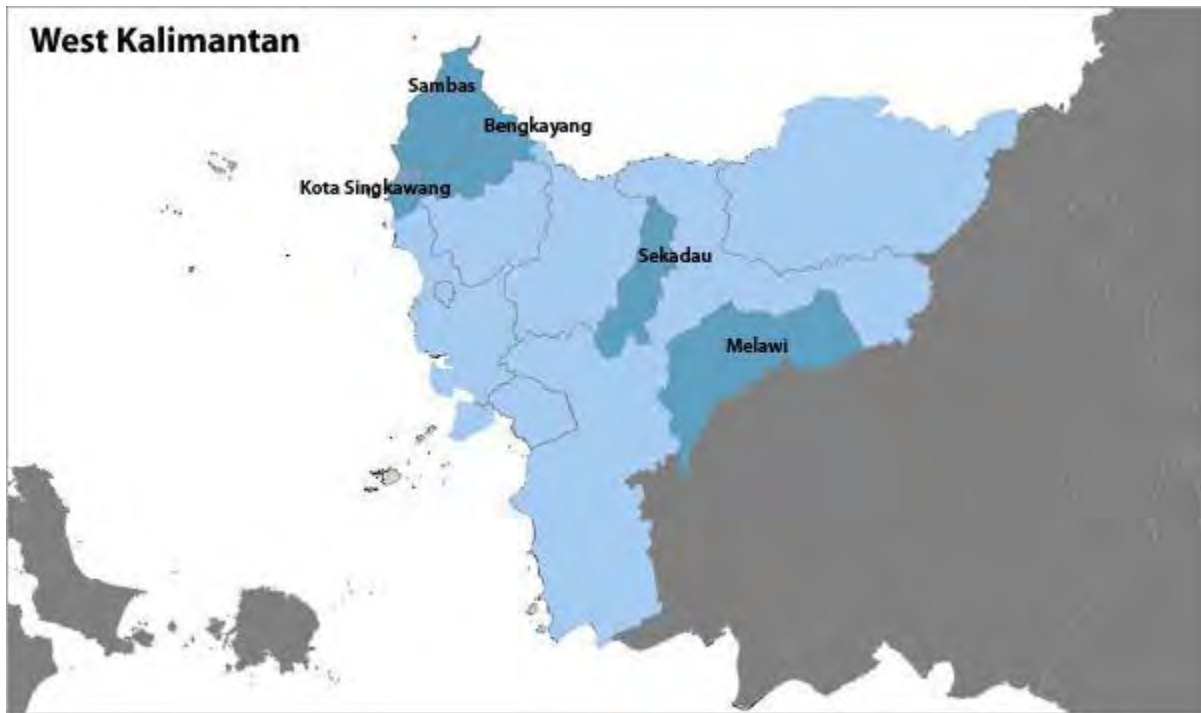 West Kalimantan
Sambas
Bengkayang
Kota Singkawang
Sekadau
Melawi